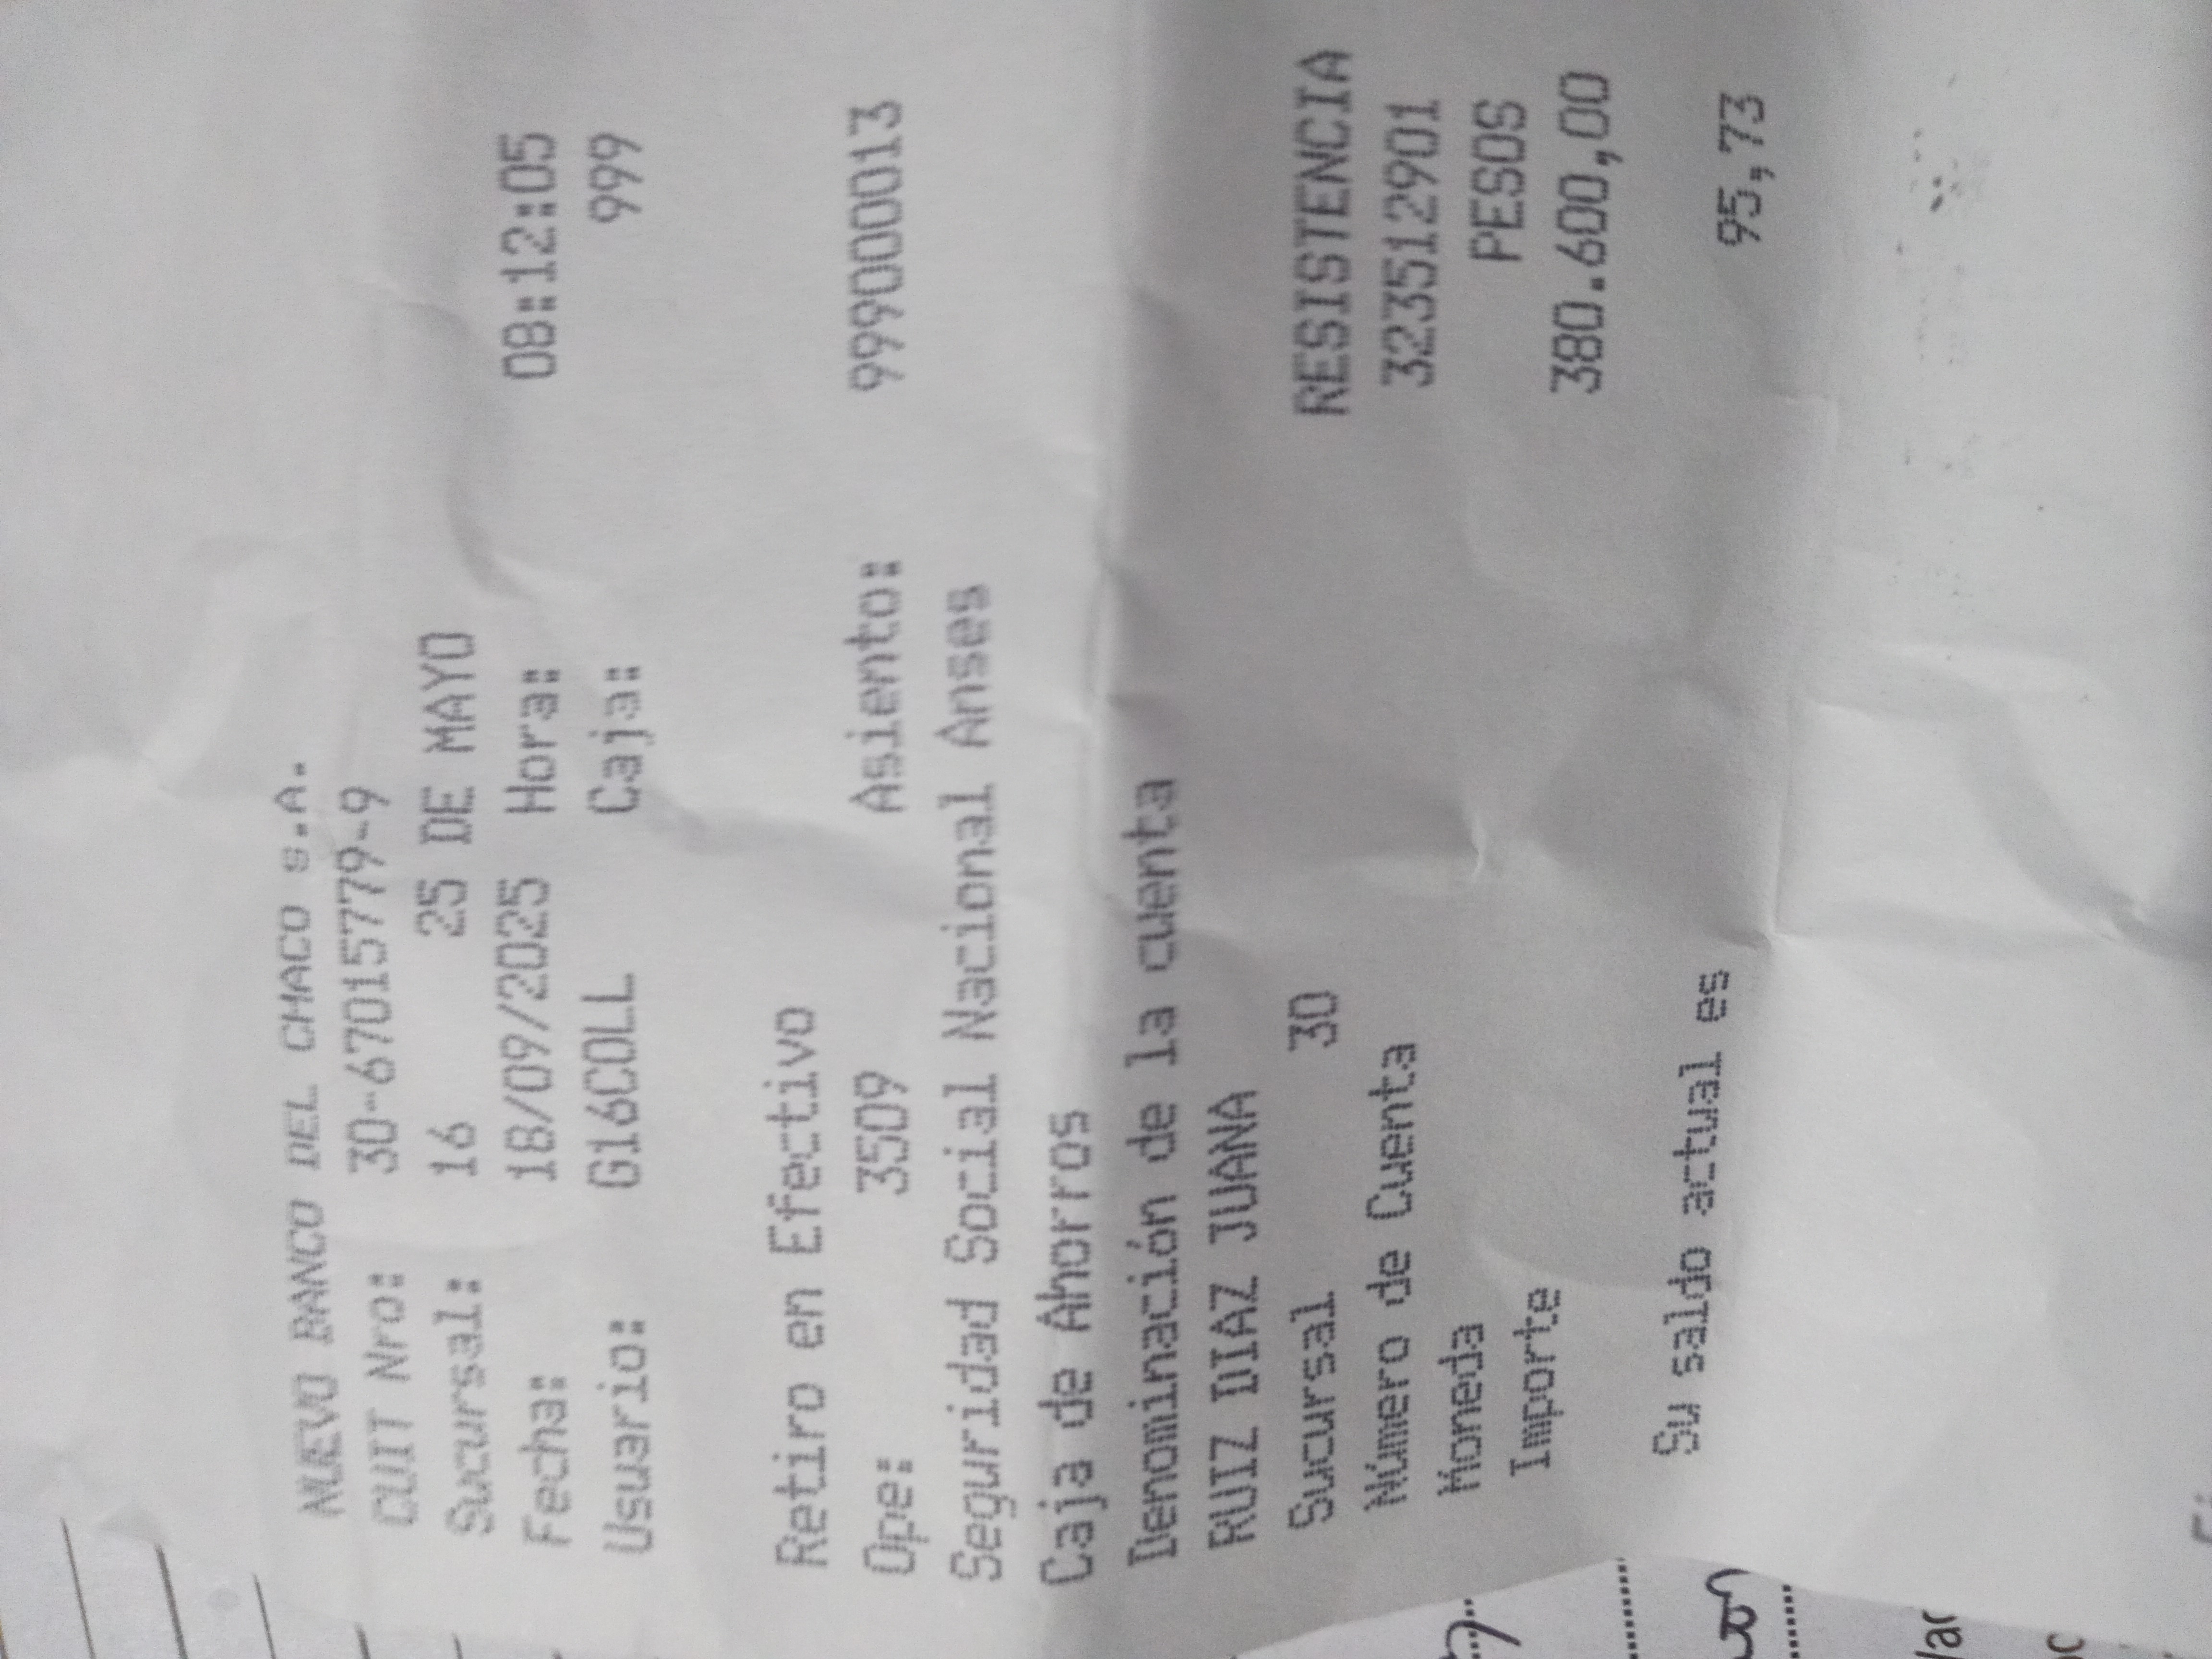 NUEVO BANCO DEL CHACO s.A.
CUIT Nro: 30-67015779-9
Sucursal: 16 25 DE MAYO
Fecha: 18/09/2025 Hora: 08:12:05
Usuario: G16COLL Caja: 999
Retiro en Efectivo
Ope: 3509 Asiento: 999000013
Seguridad Social Nacional Anses
Caja de Ahorros
Denominación de la cuenta
RUIZ DIAZ JUANA
Sucursal 30 RESISTENCIA
Número de Cuenta 323512901
Moneda PESOS
Importe 380.600,00
Su saldo actual es 95,73